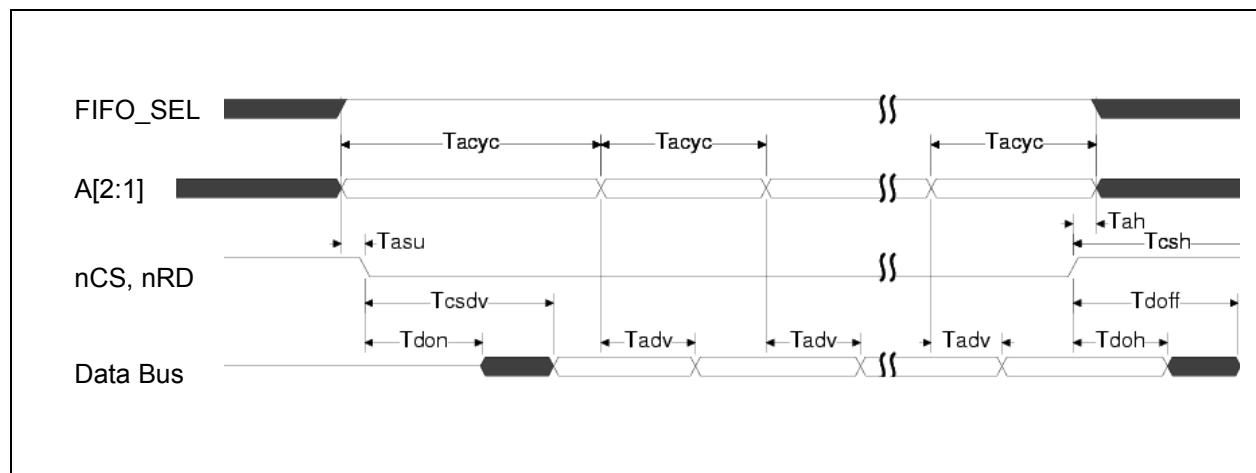 FIFO_SEL
Tacyc Tacyc Tacyc
A[2:1]
Tasu Tah
Tcsh
nCS, nRD
Tcsdv Tdoff
Tdon Tadv Tadv Tadv Tdoh
Data Bus